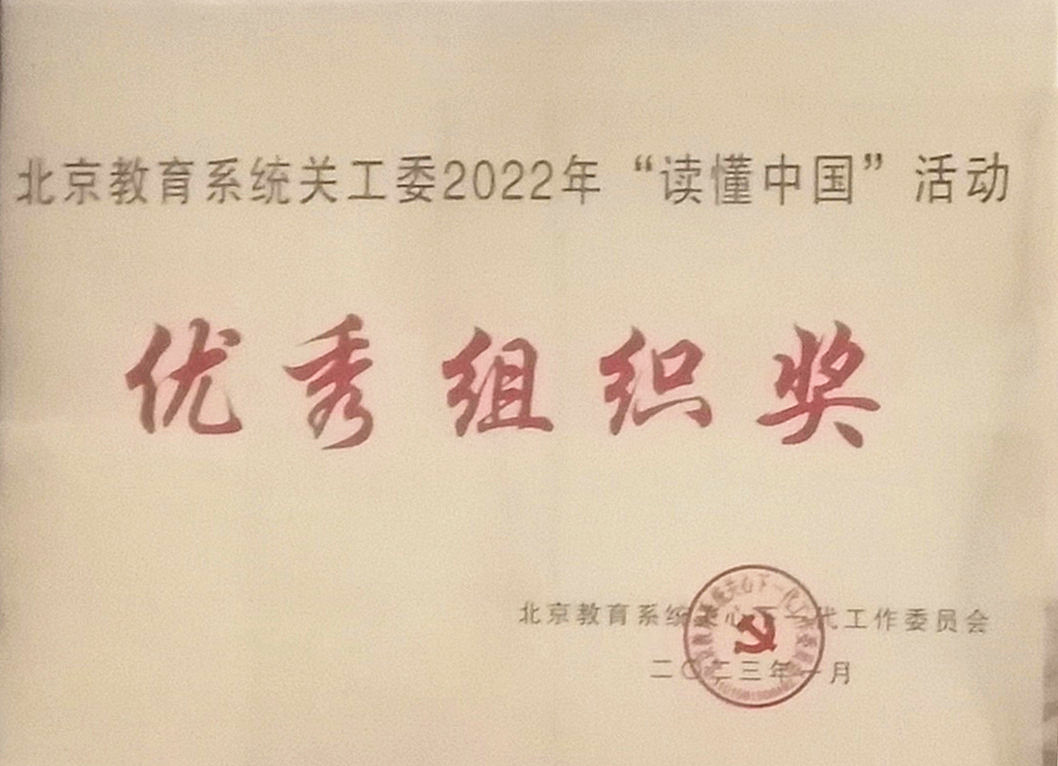 北京教育系统关工委2022年“读懂中国”活动
优秀组织奖
北京教育系统关心下一代工作委员会
二〇二三年一月